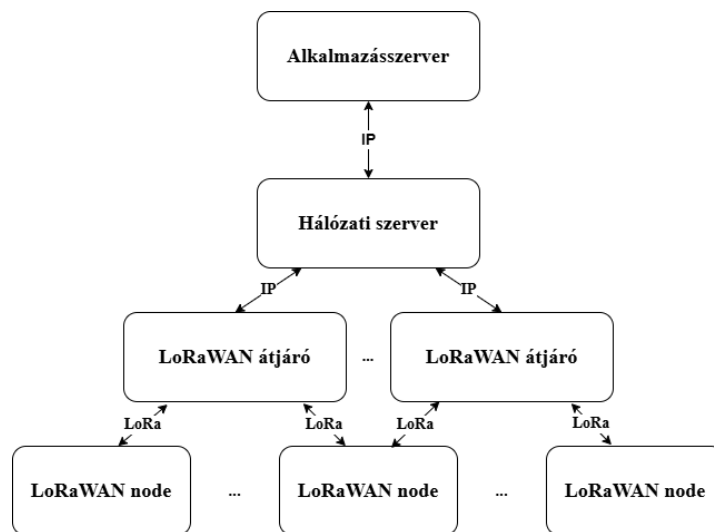 Alkalmazásszerver
IP
Hálózati szerver
IP
IP
LoRaWAN átjáró
...
LoRaWAN átjáró
LoRa
LoRa
LoRa
LoRa
LoRaWAN node
...
LoRaWAN node
...
LoRaWAN node